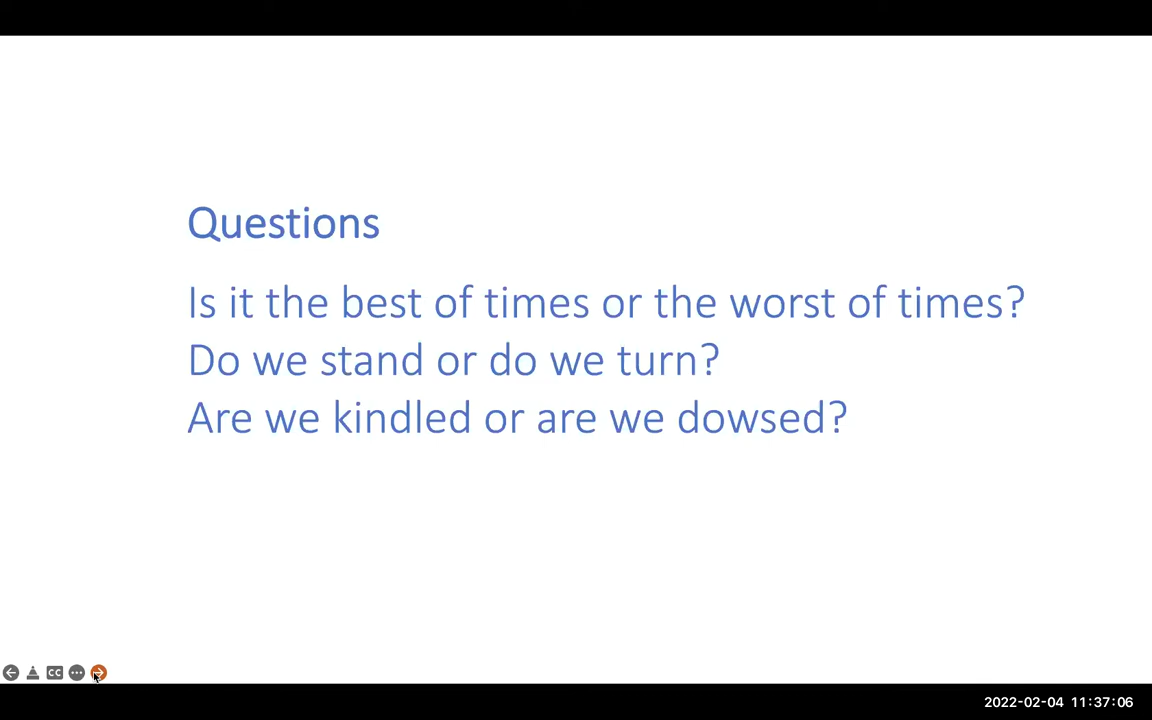 Questions
Is it the best of times or the worst of times?
Do we stand or do we turn?
Are we kindled or are we dowsed?
CC
2022-02-04 11:37:06